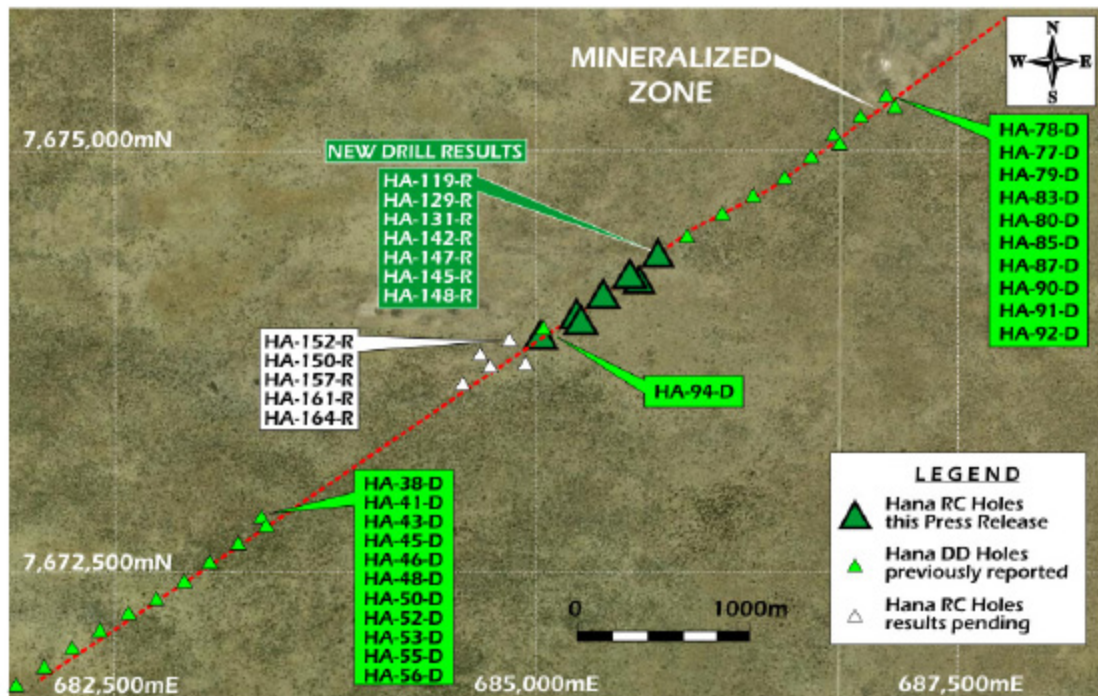 N
W E
S
MINERALIZED
ZONE
7,675,000mN
NEW DRILL RESULTS
HA-119-R
HA-129-R
HA-131-R
HA-142-R
HA-147-R
HA-145-R
HA-148-R
HA-78-D
HA-77-D
HA-79-D
HA-83-D
HA-80-D
HA-85-D
HA-87-D
HA-90-D
HA-91-D
HA-92-D
HA-152-R
HA-150-R
HA-157-R
HA-161-R
HA-164-R
HA-94-D
HA-38-D
HA-41-D
HA-43-D
HA-45-D
HA-46-D
HA-48-D
HA-50-D
HA-52-D
HA-53-D
HA-55-D
HA-56-D
7,672,500mN
LEGEND
Hana RC Holes
this Press Release
Hana DD Holes
previously reported
Hana RC Holes
results pending
0 1000m
682,500mE 685,000mE 687,500mE